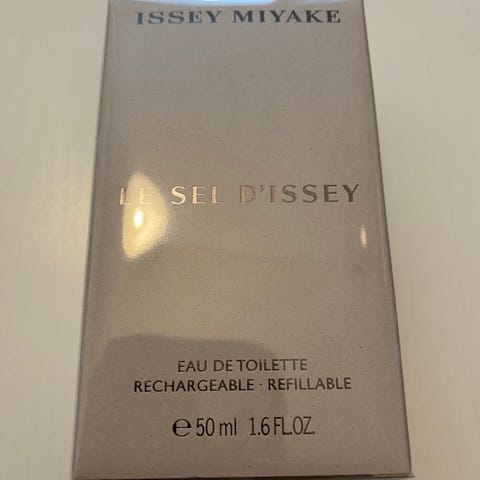 ISSEY MIYAKE
LE SEL D'ISSEY
EAU DE TOILETTE
RECHARGEABLE · REFILLABLE
℮ 50 ml 1.6 FL.OZ.